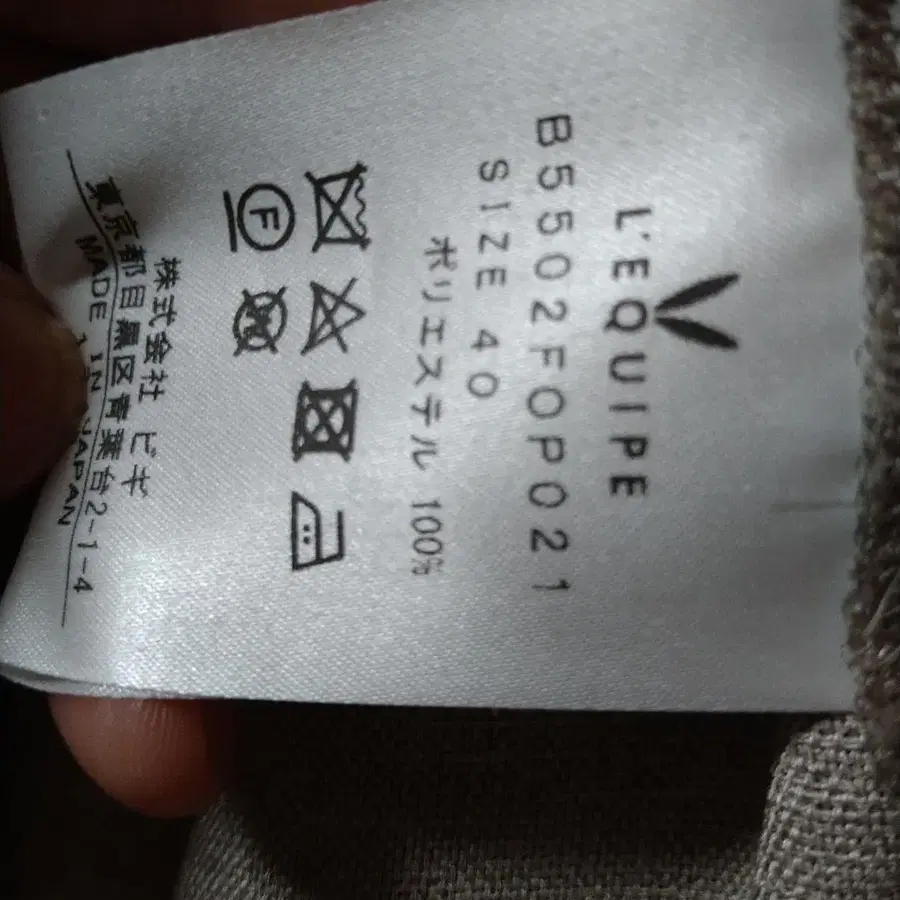 L'EQUIPE
B5502FOP021
SIZE 40
ポリエステル 100%
F
W
株式会社 ビギ
東京都目黒区青葉台2-1-4
MADE IN JAPAN